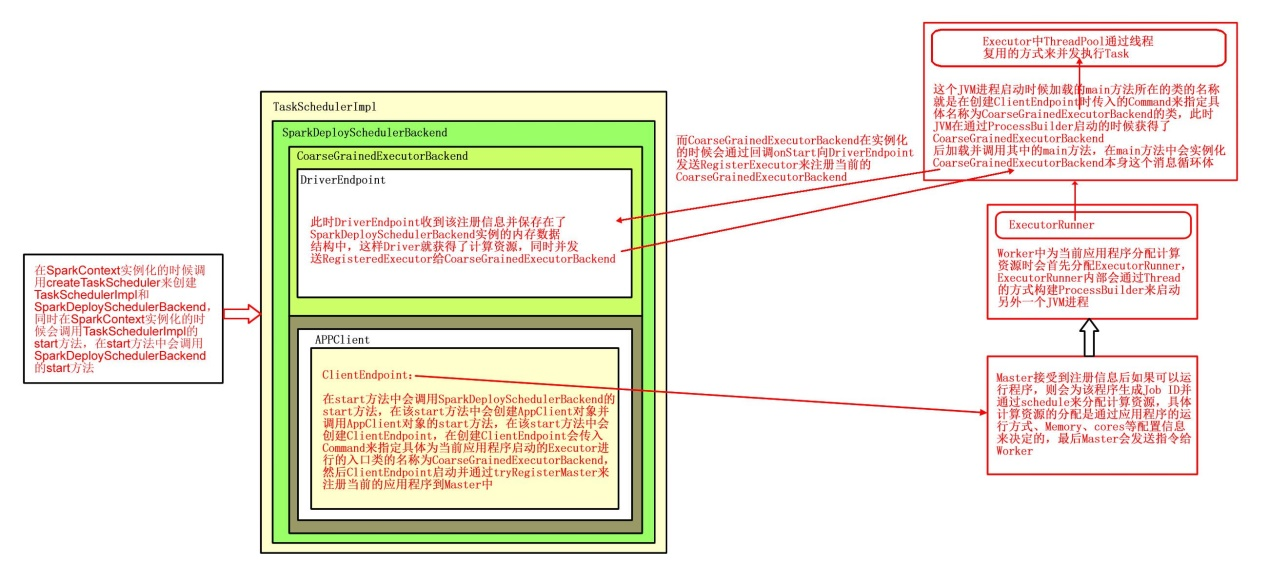 在SparkContext实例化的时候调
用createTaskScheduler来创建
TaskSchedulerImpl和
SparkDeploySchedulerBackend,
同时在SparkContext实例化的时
候会调用TaskSchedulerImpl的
start方法，在start方法中会调用
SparkDeploySchedulerBackend
的start方法
TaskSchedulerImpl
SparkDeploySchedulerBackend
CoarseGrainedExecutorBackend
DriverEndpoint
此时DriverEndpoint收到该注册信息并保存在了
SparkDeploySchedulerBackend实例的内存数据
结构中，这样Driver就获得了计算资源，同时并发
送RegisteredExecutor给CoarseGrainedExecutorBackend
APPClient
ClientEndpoint：
在start方法中会调用SparkDeploySchedulerBackend的
start方法，在该start方法中会创建AppClient对象并
调用AppClient对象的start方法，在该start方法中会
创建ClientEndpoint，在创建ClientEndpoint会传入
Command来指定具体为当前应用程序启动的Executor进
行的入口类的名称为CoarseGrainedExecutorBackend，
然后ClientEndpoint启动并通过tryRegisterMaster来
注册当前的应用程序到Master中
而CoarseGrainedExecutorBackend在实例化
的时候会通过回调onStart向DriverEndpoint
发送RegisterExecutor来注册当前的
CoarseGrainedExecutorBackend
Executor中ThreadPool通过线程
复用的方式来并发执行Task
这个JVM进程启动时候加载的main方法所在的类的名称
就是在创建ClientEndpoint时传入的Command来指定具
体名称为CoarseGrainedExecutorBackend的类，此时
JVM在通过ProcessBuilder启动的时候获得了
CoarseGrainedExecutorBackend
后加载并调用其中的main方法，在main方法中会实例化
CoarseGrainedExecutorBackend本身这个消息循环体
ExecutorRunner
Worker中为当前应用程序分配计算
资源时会首先分配ExecutorRunner，
ExecutorRunner内部会通过Thread
的方式构建ProcessBuilder来启动
另外一个JVM进程
Master接受到注册信息后如果可以运
行程序，则会为该程序生成Job ID并
通过schedule来分配计算资源，具体
计算资源的分配是通过应用程序的运
行方式、Memory、cores等配置信息
来决定的，最后Master会发送指令给
Worker